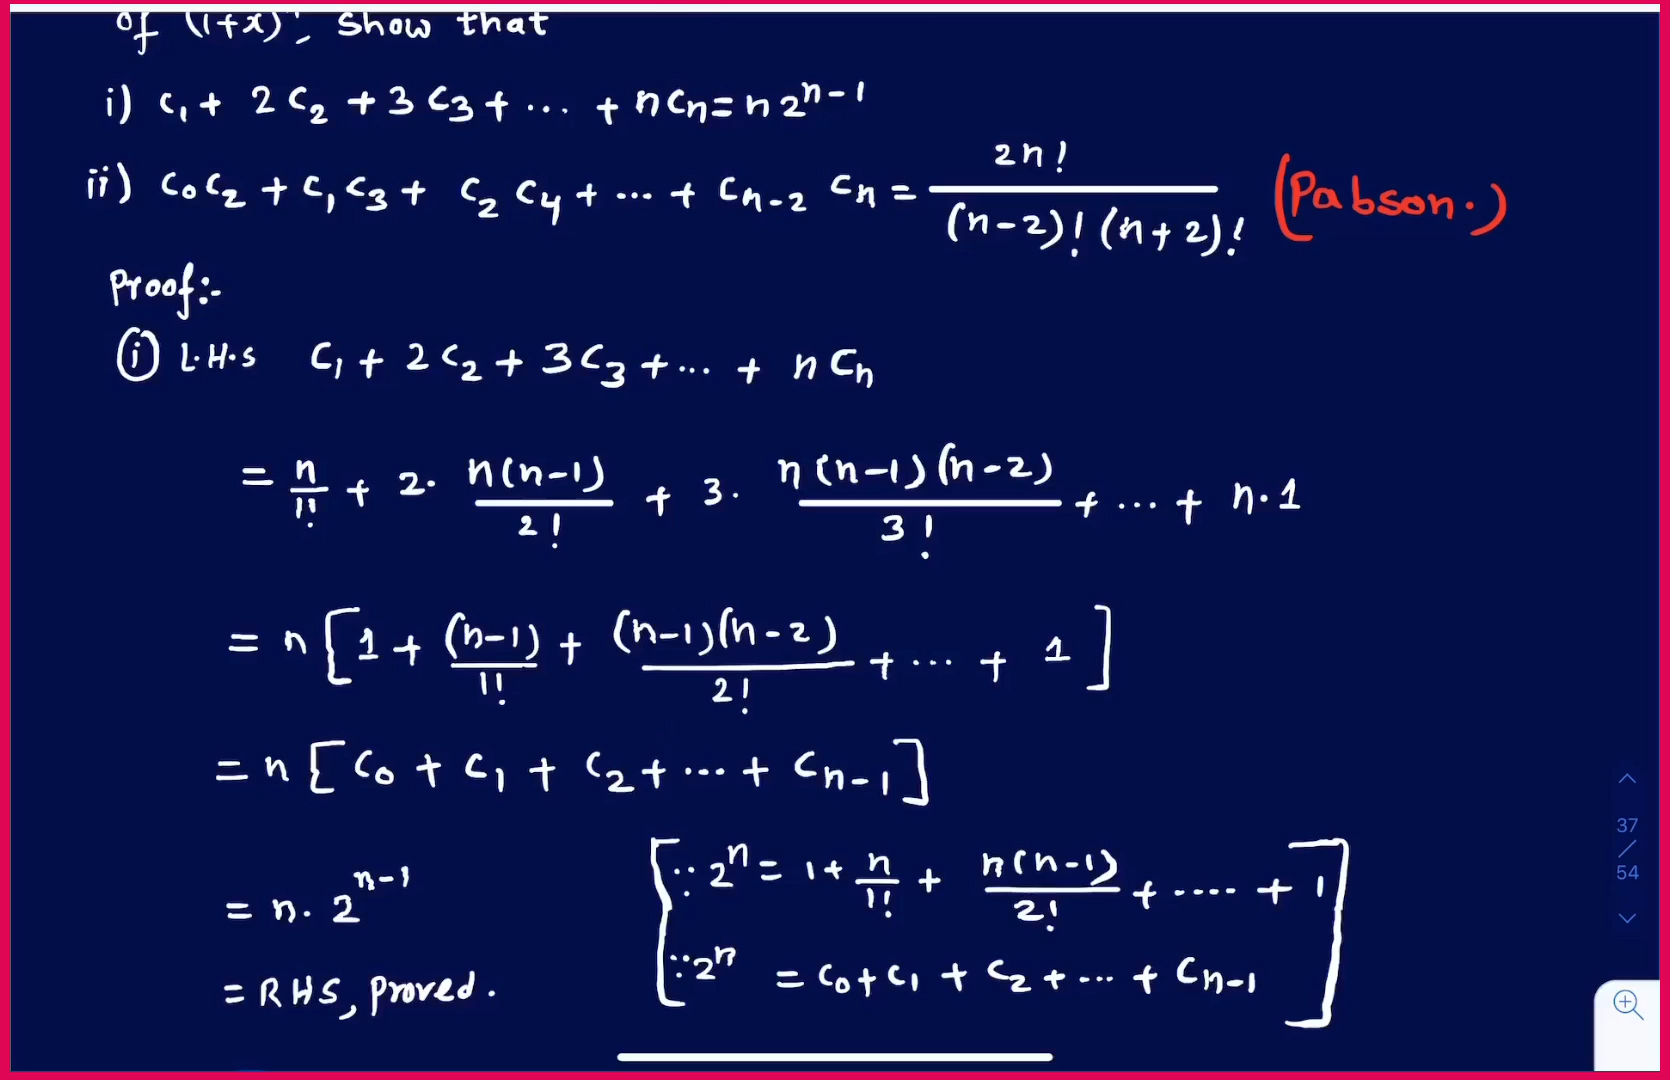 of (1+x)ⁿ, show that
i) C₁ + 2C₂ + 3C₃ + ... + nCₙ = n2ⁿ⁻¹
ii) C₀C₂ + C₁C₃ + C₂C₄ + ... + Cₙ₋₂ Cₙ = 2n! / (n-2)! (n+2)! (Pabson.)
Proof:-
(i) L.H.S C₁ + 2C₂ + 3C₃ + ... + nCₙ
= n/1! + 2. n(n-1)/2! + 3. n(n-1)(n-2)/3! + ... + n.1
= n[1 + (n-1)/1! + (n-1)(n-2)/2! + ... + 1]
= n[C₀ + C₁ + C₂ + ... + Cₙ₋₁]
= n. 2ⁿ⁻¹
[∵ 2ⁿ = 1 + n/1! + n(n-1)/2! + .... + 1
∵ 2ⁿ = C₀ + C₁ + C₂ + ... + Cₙ₋₁]
= RHS, proved.
37
/
54